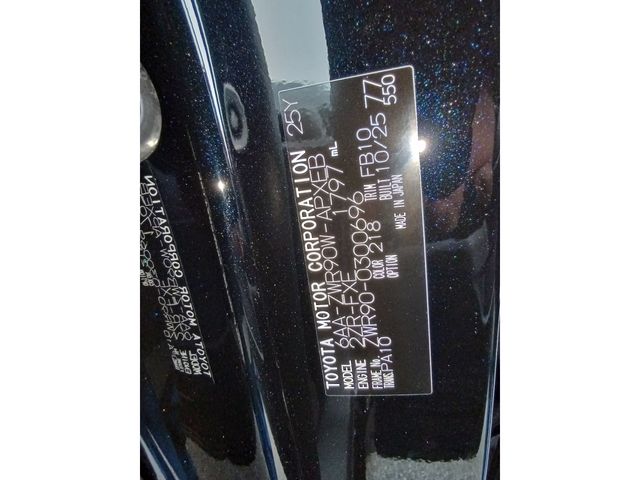 TOYOTA MOTOR CORPORATION 25Y
MODEL 6AA-ZWR90W-APXEB
ENGINE 2ZR-FXE 1797 mL
FRAME No. ZWR90-0300696
COLOR 218 TRIM FB10 77
TRANS. PA10 OPTION BUILT 10/25 550
MADE IN JAPAN